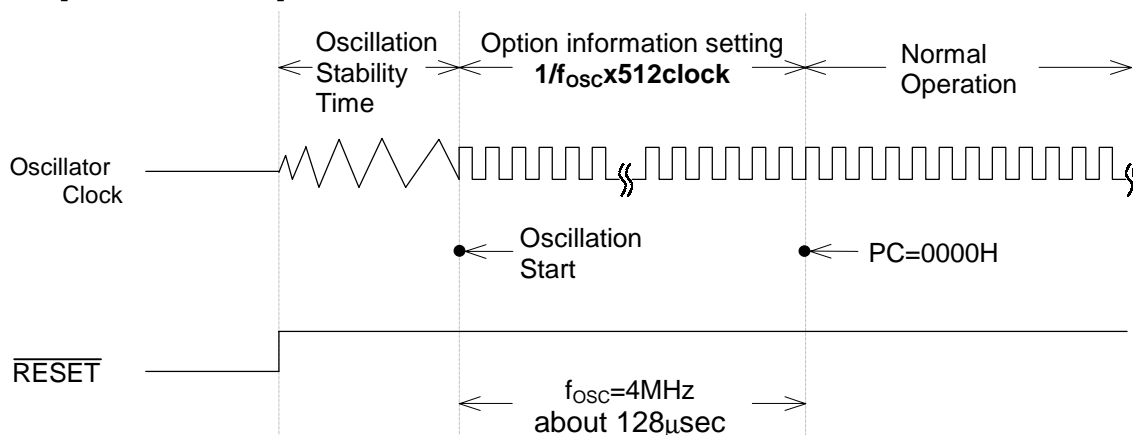 Oscillation
Stability
Time
Option information setting
1/fOSCx512clock
Normal
Operation
Oscillator
Clock
Oscillation
Start
PC=0000H
RESET
fOSC=4MHz
about 128μsec